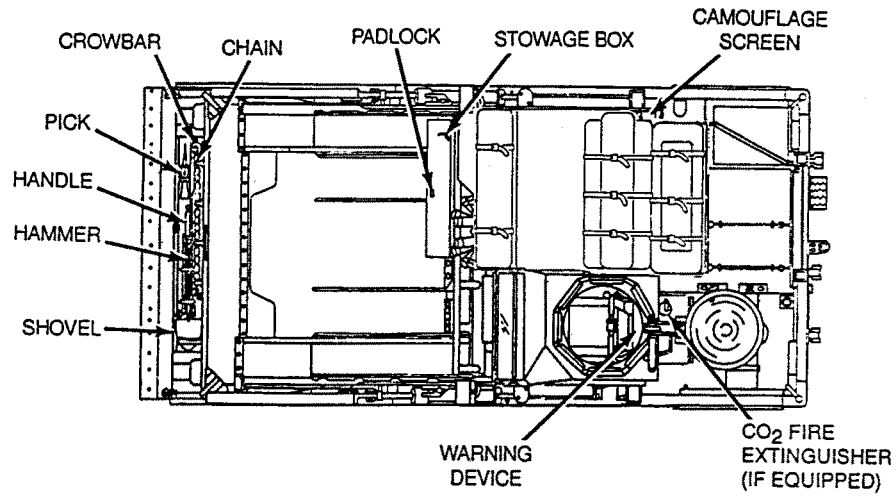 CROWBAR
CHAIN
PADLOCK
STOWAGE BOX
CAMOUFLAGE
SCREEN
PICK
HANDLE
HAMMER
SHOVEL
WARNING
DEVICE
CO₂ FIRE
EXTINGUISHER
(IF EQUIPPED)